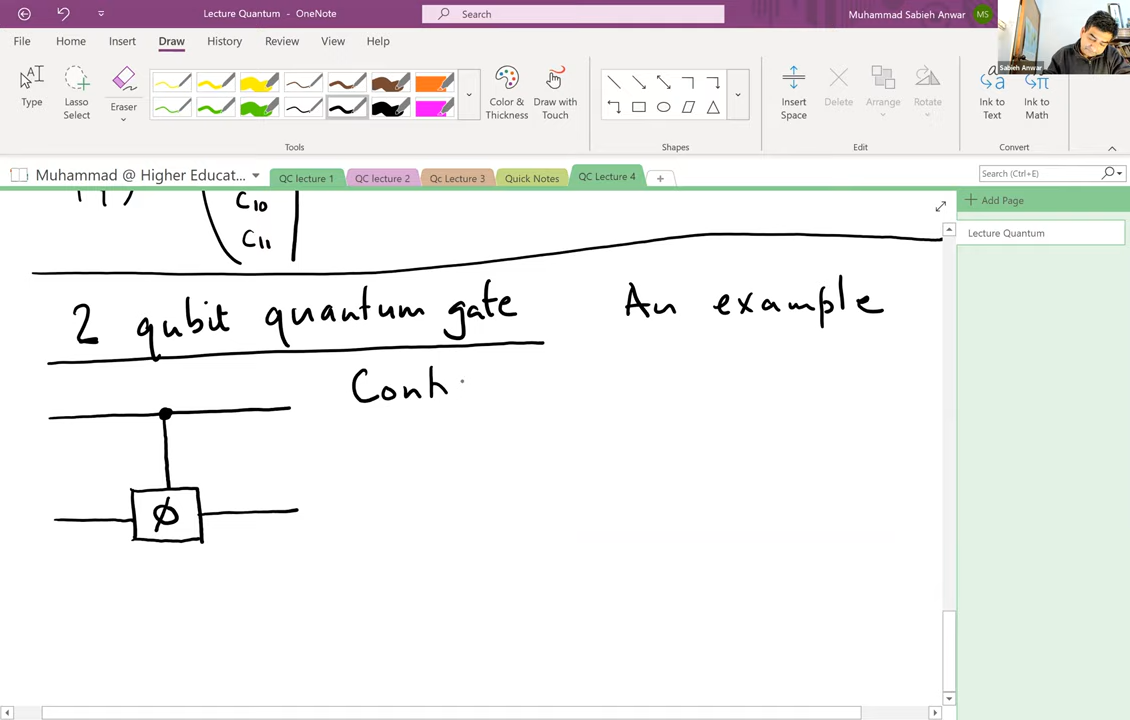 Lecture Quantum - OneNote
Search
Muhammad Sabieh Anwar
MS
Sabieh Anwar
File
Home
Insert
Draw
History
Review
View
Help
Type
Lasso Select
Eraser
Color & Thickness
Draw with Touch
Insert Space
Delete
Arrange
Rotate
Ink to Text
Ink to Math
Tools
Shapes
Edit
Convert
Muhammad @ Higher Educat...
QC lecture 1
QC lecture 2
Qc Lecture 3
Quick Notes
QC Lecture 4
Search (Ctrl+E)
Add Page
Lecture Quantum
C10
C11
2 qubit quantum gate
An example
Cont
φ